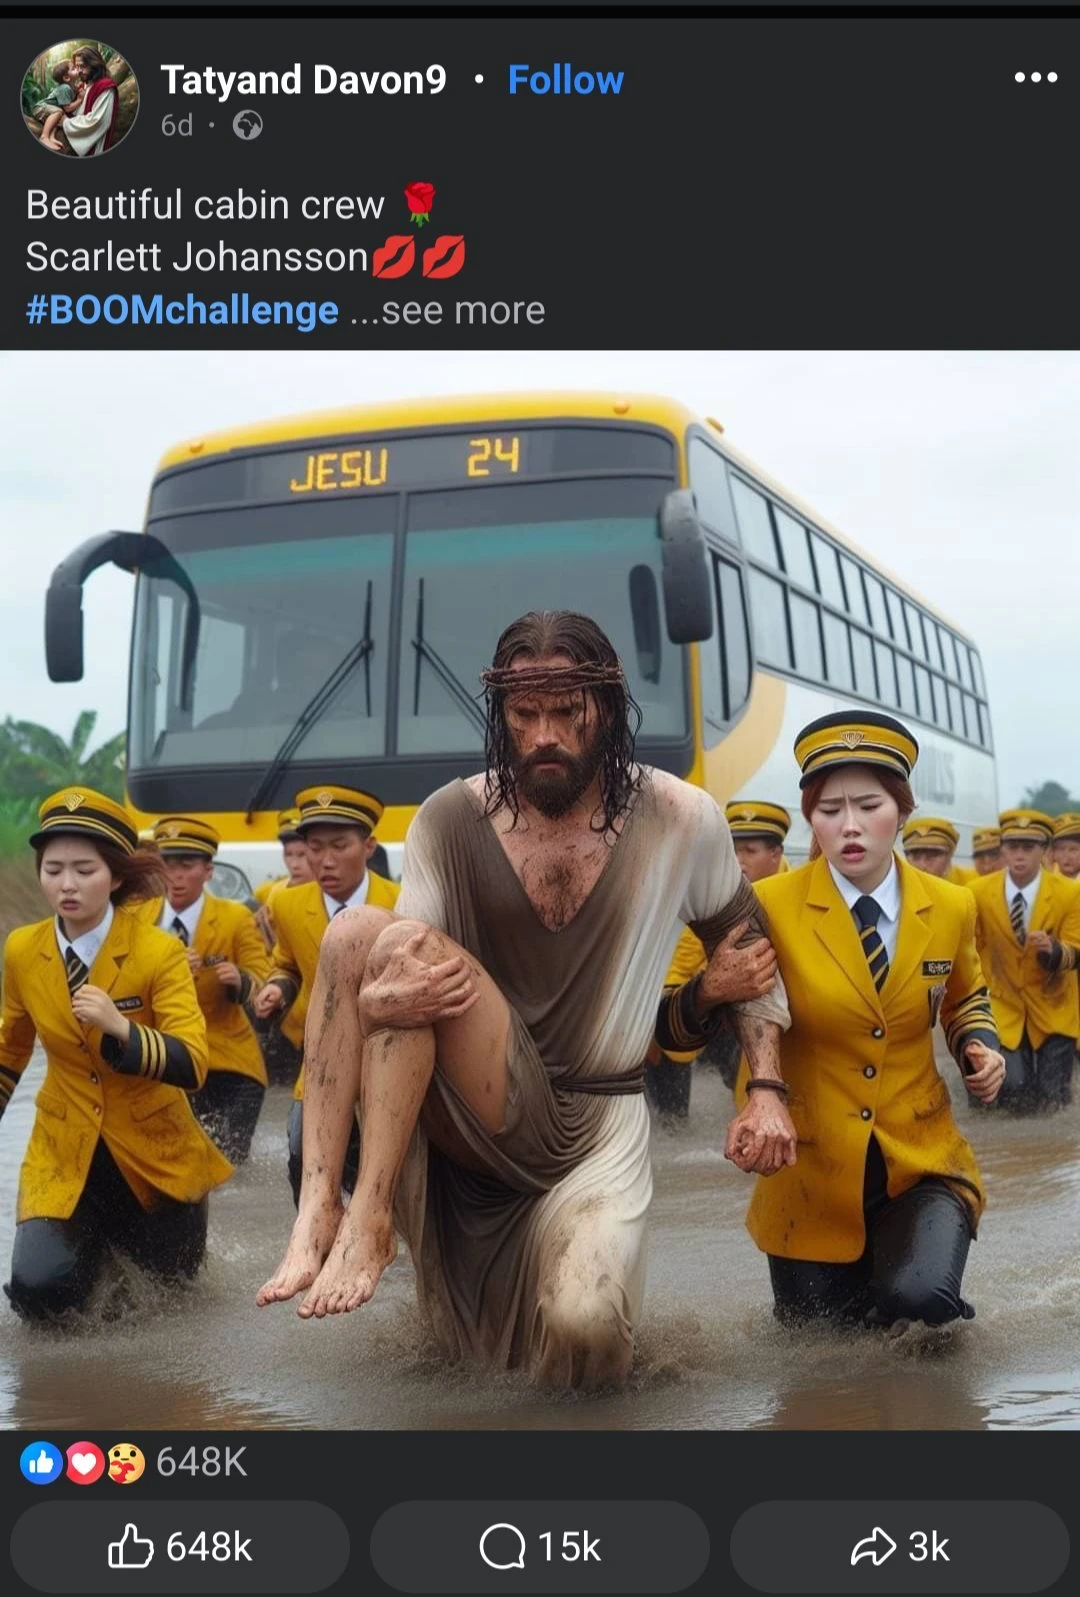 Tatyand Davon9 • Follow
6d •
Beautiful cabin crew 🌹
Scarlett Johansson💋💋
#BOOMchallenge ...see more
JESU 24
648K
648k 15k 3k